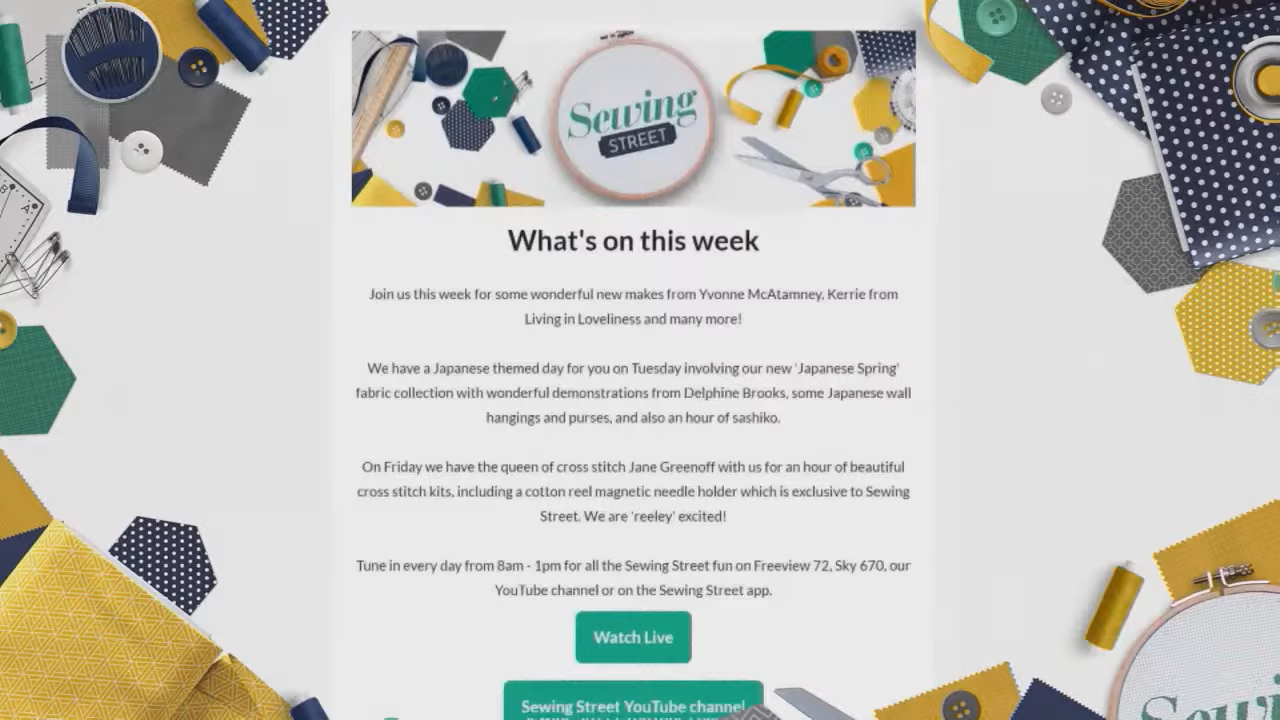 Sewing
STREET
What's on this week
Join us this week for some wonderful new makes from Yvonne McAtamney, Kerrie from
Living in Loveliness and many more!
We have a Japanese themed day for you on Tuesday involving our new 'Japanese Spring'
fabric collection with wonderful demonstrations from Delphine Brooks, some Japanese wall
hangings and purses, and also an hour of sashiko.
On Friday we have the queen of cross stitch Jane Greenoff with us for an hour of beautiful
cross stitch kits, including a cotton reel magnetic needle holder which is exclusive to Sewing
Street. We are 'reeley' excited!
Tune in every day from 8am - 1pm for all the Sewing Street fun on Freeview 72, Sky 670, our
YouTube channel or on the Sewing Street app.
Watch Live
Sewing Street YouTube channel
Sewi